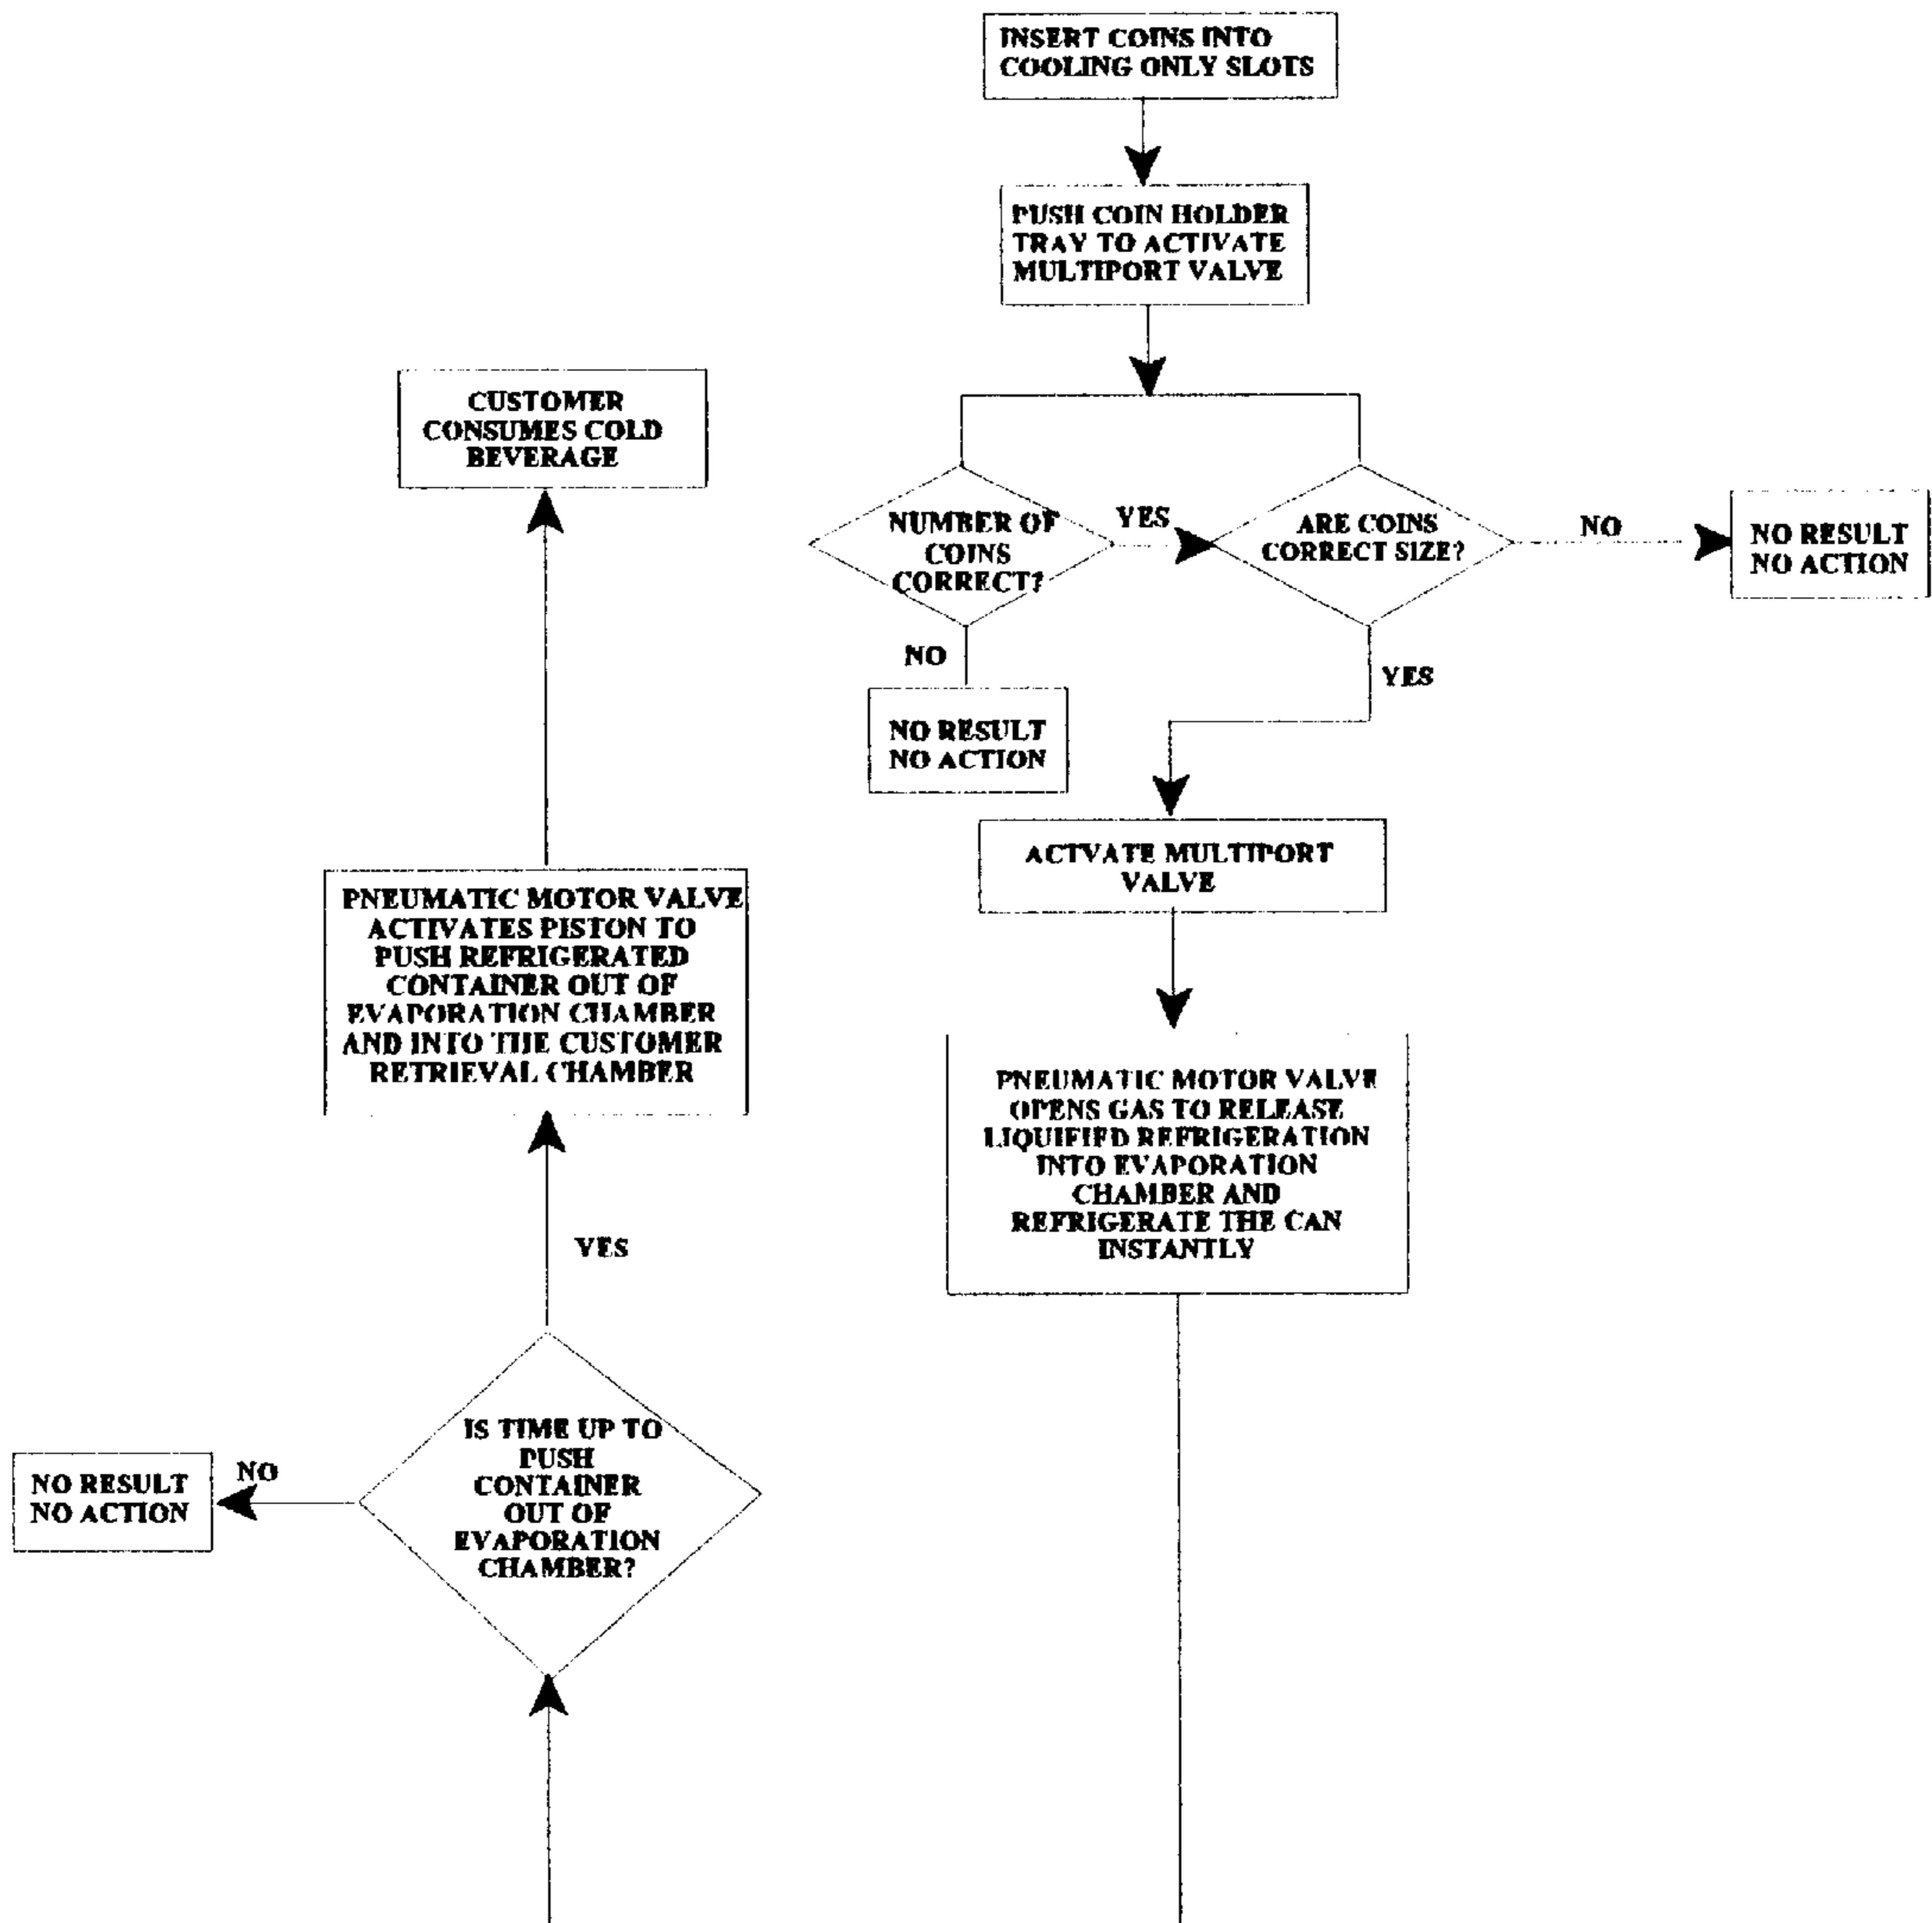 INSERT COINS INTO
COOLING ONLY SLOTS
PUSH COIN HOLDER
TRAY TO ACTIVATE
MULTIPORT VALVE
NUMBER OF
COINS
CORRECT?
YES
ARE COINS
CORRECT SIZE?
NO
NO RESULT
NO ACTION
NO
NO RESULT
NO ACTION
YES
ACTVATE MULTIPORT
VALVE
PNEUMATIC MOTOR VALVE
OPENS GAS TO RELEASE
LIQUIFIED REFRIGERATION
INTO EVAPORATION
CHAMBER AND
REFRIGERATE THE CAN
INSTANTLY
IS TIME UP TO
PUSH
CONTAINER
OUT OF
EVAPORATION
CHAMBER?
NO
NO RESULT
NO ACTION
YES
PNEUMATIC MOTOR VALVE
ACTIVATES PISTON TO
PUSH REFRIGERATED
CONTAINER OUT OF
EVAPORATION CHAMBER
AND INTO THE CUSTOMER
RETRIEVAL CHAMBER
CUSTOMER
CONSUMES COLD
BEVERAGE